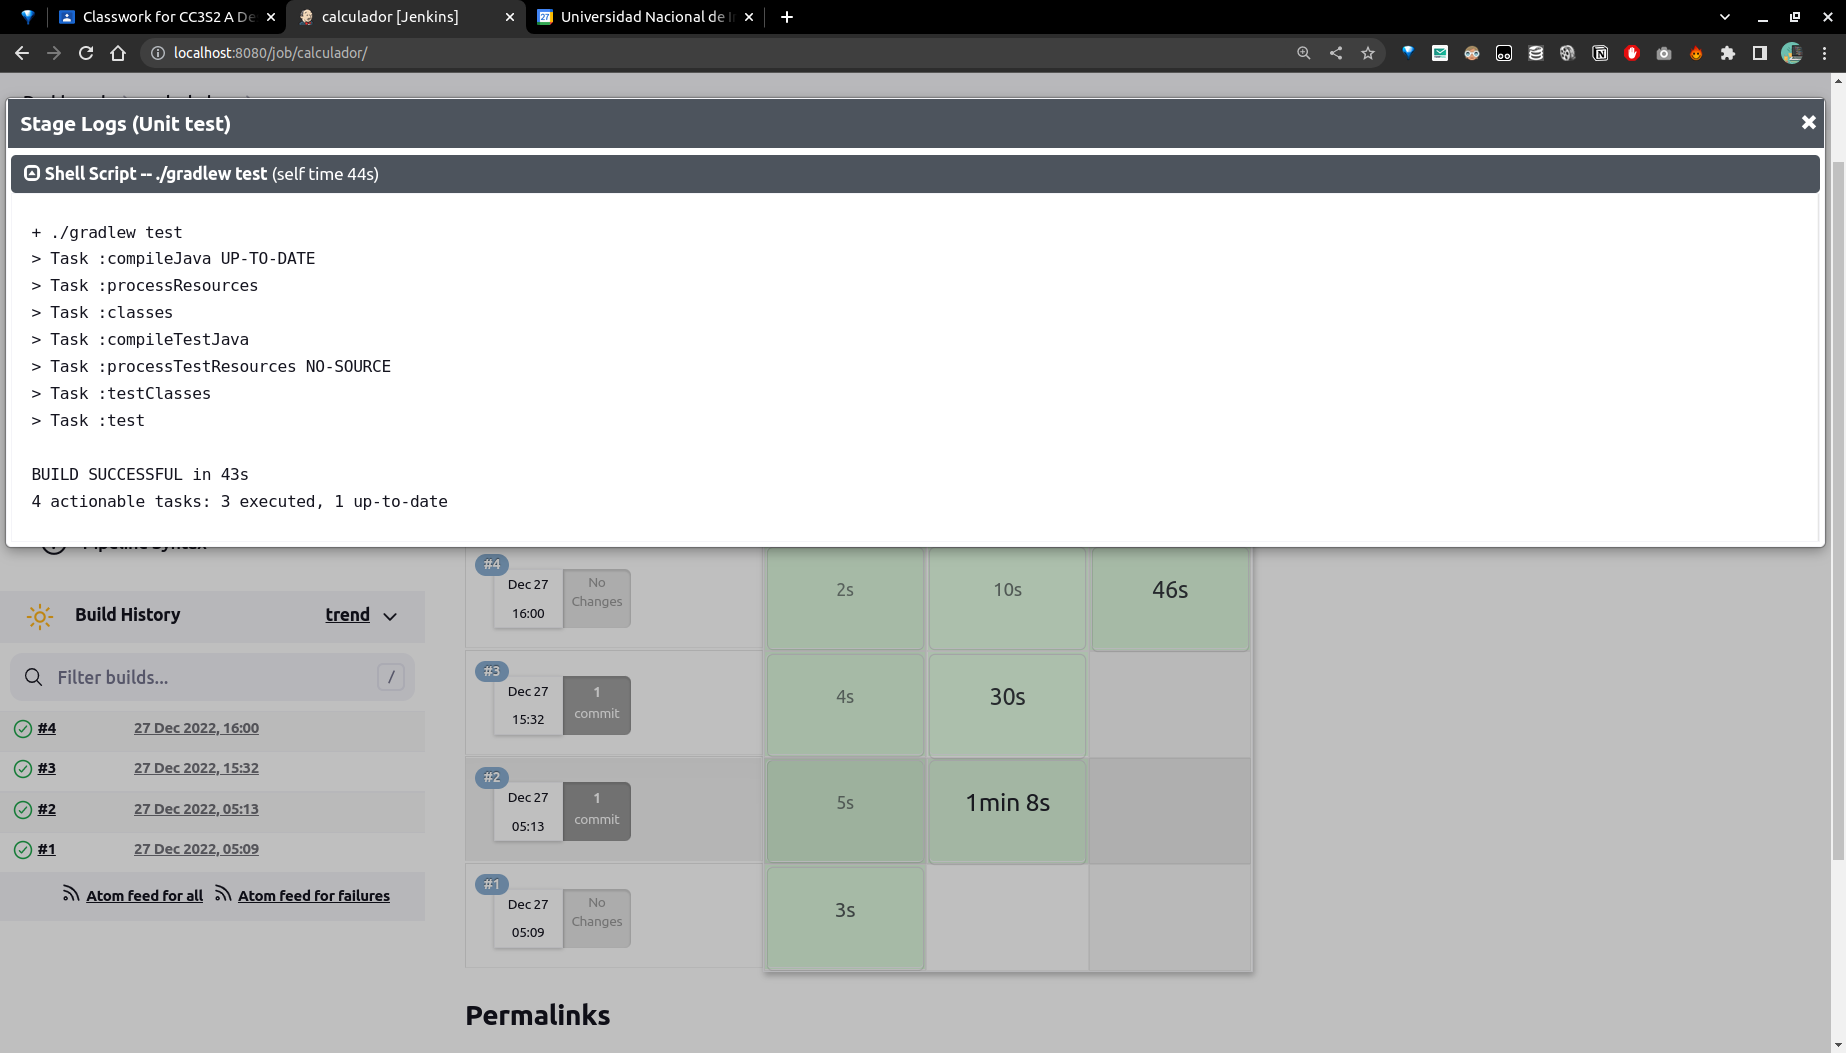 Classwork for CC3S2 A De
calculador [Jenkins]
Universidad Nacional de I
localhost:8080/job/calculador/
Stage Logs (Unit test)
Shell Script -- ./gradlew test (self time 44s)
+ ./gradlew test
> Task :compileJava UP-TO-DATE
> Task :processResources
> Task :classes
> Task :compileTestJava
> Task :processTestResources NO-SOURCE
> Task :testClasses
> Task :test
BUILD SUCCESSFUL in 43s
4 actionable tasks: 3 executed, 1 up-to-date
Pipeline Syntax
Build History trend
Filter builds... /
#4 27 Dec 2022, 16:00
#3 27 Dec 2022, 15:32
#2 27 Dec 2022, 05:13
#1 27 Dec 2022, 05:09
Atom feed for all Atom feed for failures
#4
Dec 27
16:00
No
Changes
2s
10s
46s
#3
Dec 27
15:32
1
commit
4s
30s
#2
Dec 27
05:13
1
commit
5s
1min 8s
#1
Dec 27
05:09
No
Changes
3s
Permalinks